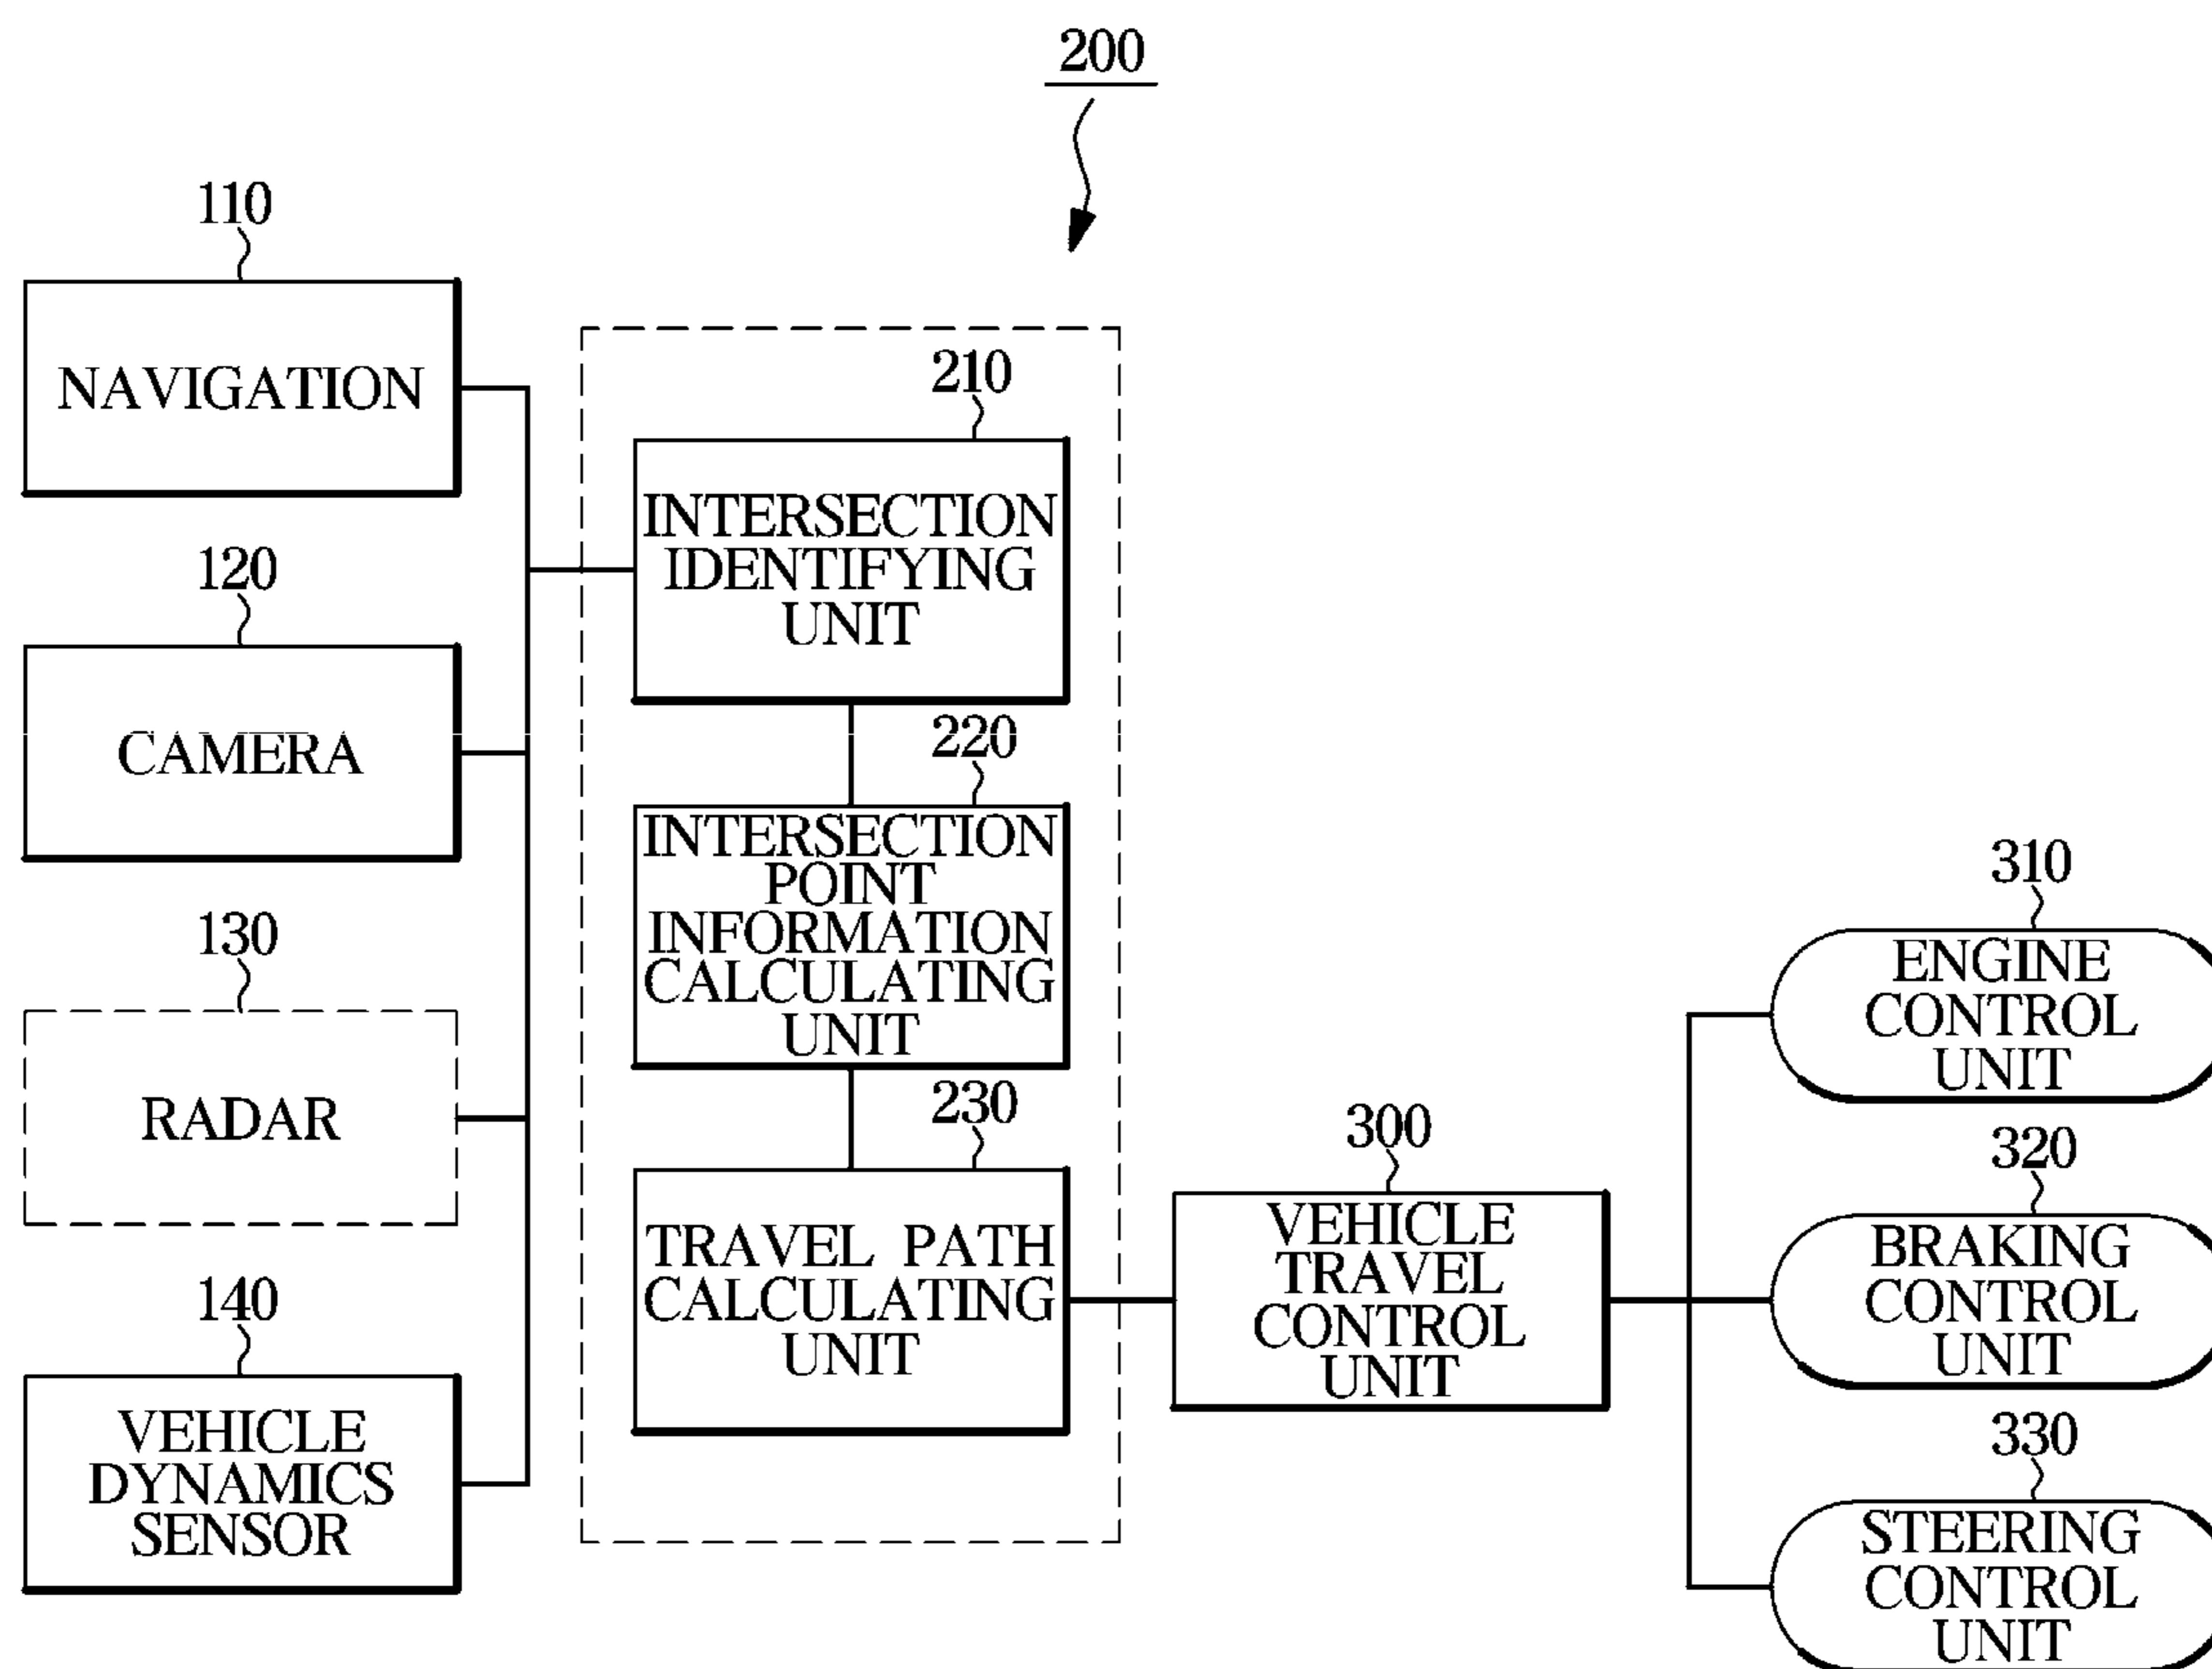 200
110
NAVIGATION
120
CAMERA
130
RADAR
140
VEHICLE
DYNAMICS
SENSOR
210
INTERSECTION
IDENTIFYING
UNIT
220
INTERSECTION
POINT
INFORMATION
CALCULATING
UNIT
230
TRAVEL PATH
CALCULATING
UNIT
300
VEHICLE
TRAVEL
CONTROL
UNIT
310
ENGINE
CONTROL
UNIT
320
BRAKING
CONTROL
UNIT
330
STEERING
CONTROL
UNIT